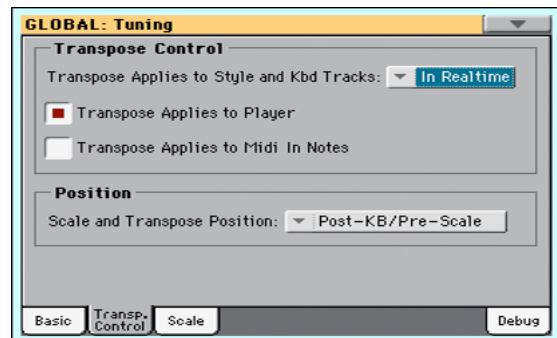 GLOBAL: Tuning
Transpose Control
Transpose Applies to Style and Kbd Tracks: In Realtime
Transpose Applies to Player
Transpose Applies to Midi In Notes
Position
Scale and Transpose Position: Post-KB/Pre-Scale
Basic Transp. Control Scale Debug